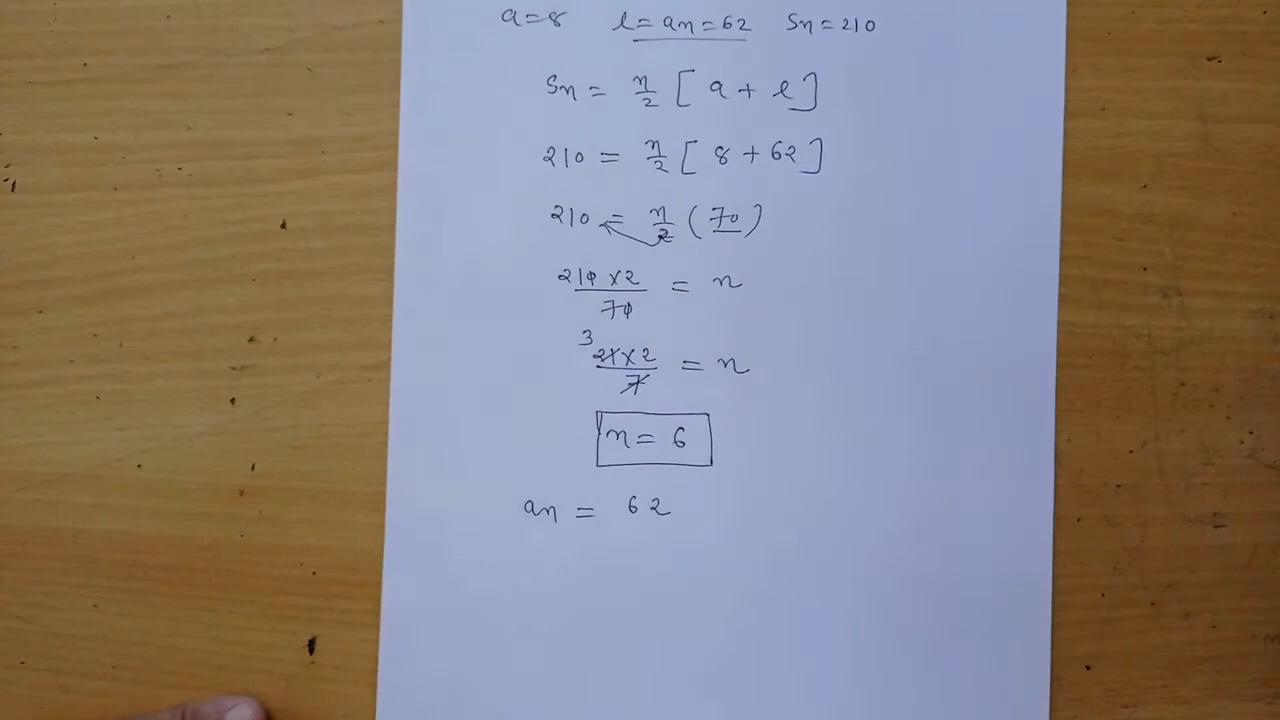 a=8 l=an=62 Sn=210
Sn = n/2 [ a + l ]
210 = n/2 [ 8 + 62 ]
210 = n/2 ( 70 )
210 × 2 / 70 = n
3
21 × 2 / 7 = n
n = 6
an = 62